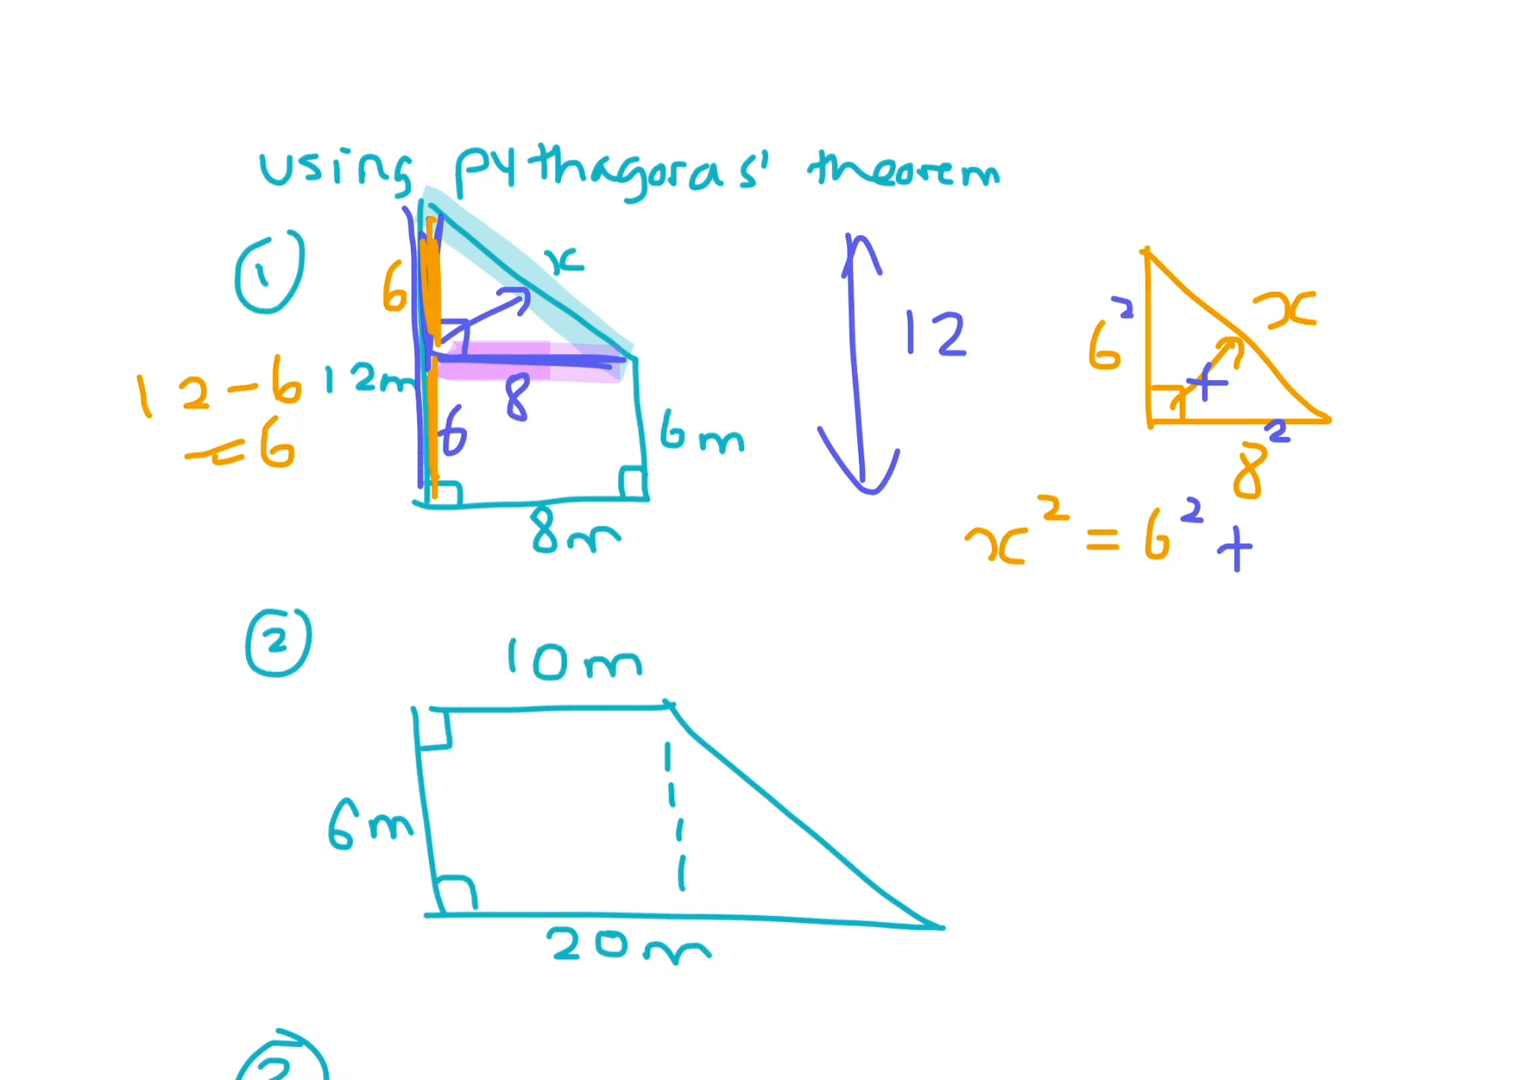 using pythagoras' theorem
1
x
6
12
6²
x
12-6
12m
8
= 6
6
6m
8²
8m
x² = 6² +
2
10m
6m
20m